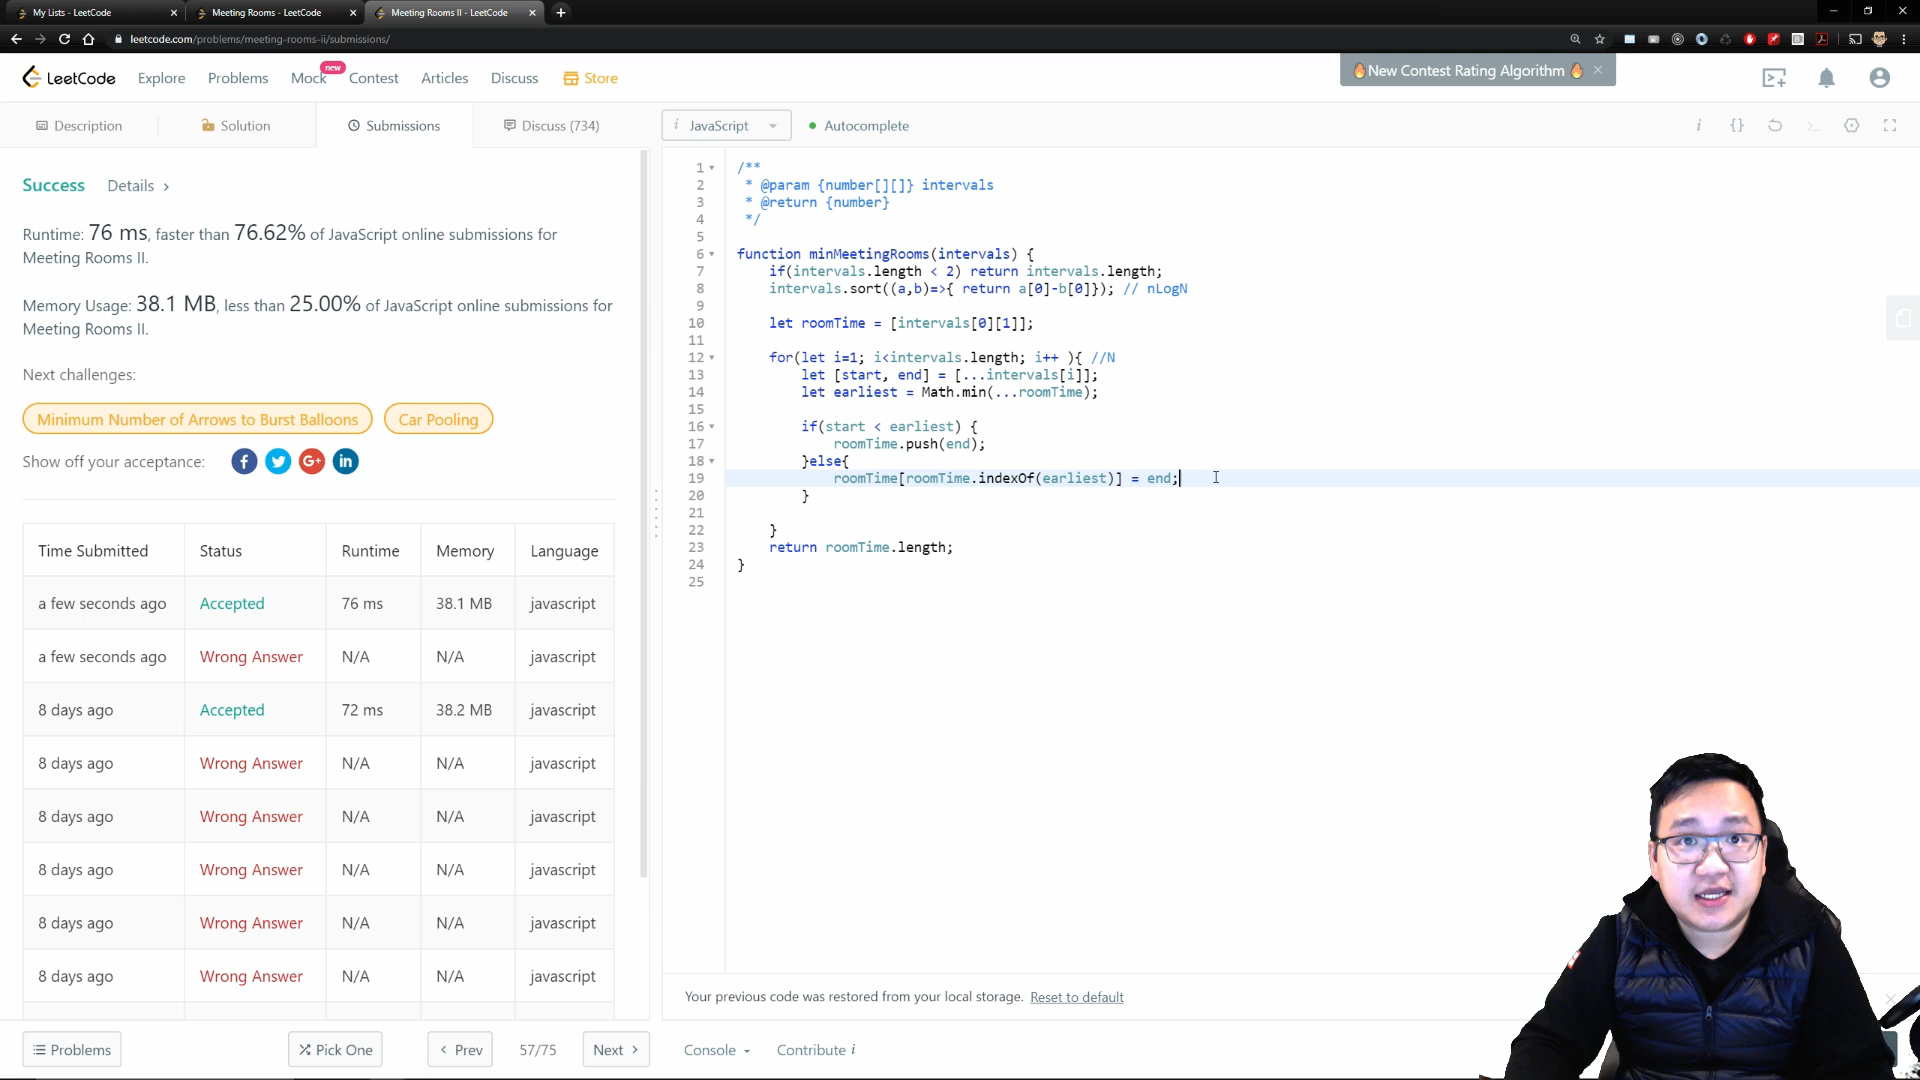 My Lists - LeetCode
Meeting Rooms - LeetCode
Meeting Rooms II - LeetCode
leetcode.com/problems/meeting-rooms-ii/submissions/
LeetCode
Explore
Problems
Mock
new
Contest
Articles
Discuss
Store
🔥New Contest Rating Algorithm 🔥
Description
Solution
Submissions
Discuss (734)
i JavaScript
Autocomplete
i
{}
Success
Details
Runtime: 76 ms, faster than 76.62% of JavaScript online submissions for
Meeting Rooms II.
Memory Usage: 38.1 MB, less than 25.00% of JavaScript online submissions for
Meeting Rooms II.
Next challenges:
Minimum Number of Arrows to Burst Balloons
Car Pooling
Show off your acceptance:
Time Submitted Status Runtime Memory Language
a few seconds ago Accepted 76 ms 38.1 MB javascript
a few seconds ago Wrong Answer N/A N/A javascript
8 days ago Accepted 72 ms 38.2 MB javascript
8 days ago Wrong Answer N/A N/A javascript
8 days ago Wrong Answer N/A N/A javascript
8 days ago Wrong Answer N/A N/A javascript
8 days ago Wrong Answer N/A N/A javascript
8 days ago Wrong Answer N/A N/A javascript
1 /**
2 * @param {number[][]} intervals
3 * @return {number}
4 */
5
6 function minMeetingRooms(intervals) {
7 if(intervals.length < 2) return intervals.length;
8 intervals.sort((a,b)=>{ return a[0]-b[0]}); // nLogN
9
10 let roomTime = [intervals[0][1]];
11
12 for(let i=1; i<intervals.length; i++ ){ //N
13 let [start, end] = [...intervals[i]];
14 let earliest = Math.min(...roomTime);
15
16 if(start < earliest) {
17 roomTime.push(end);
18 }else{
19 roomTime[roomTime.indexOf(earliest)] = end;
20 }
21
22 }
23 return roomTime.length;
24 }
25
Your previous code was restored from your local storage. Reset to default
Problems
Pick One
Prev
57/75
Next
Console
Contribute i